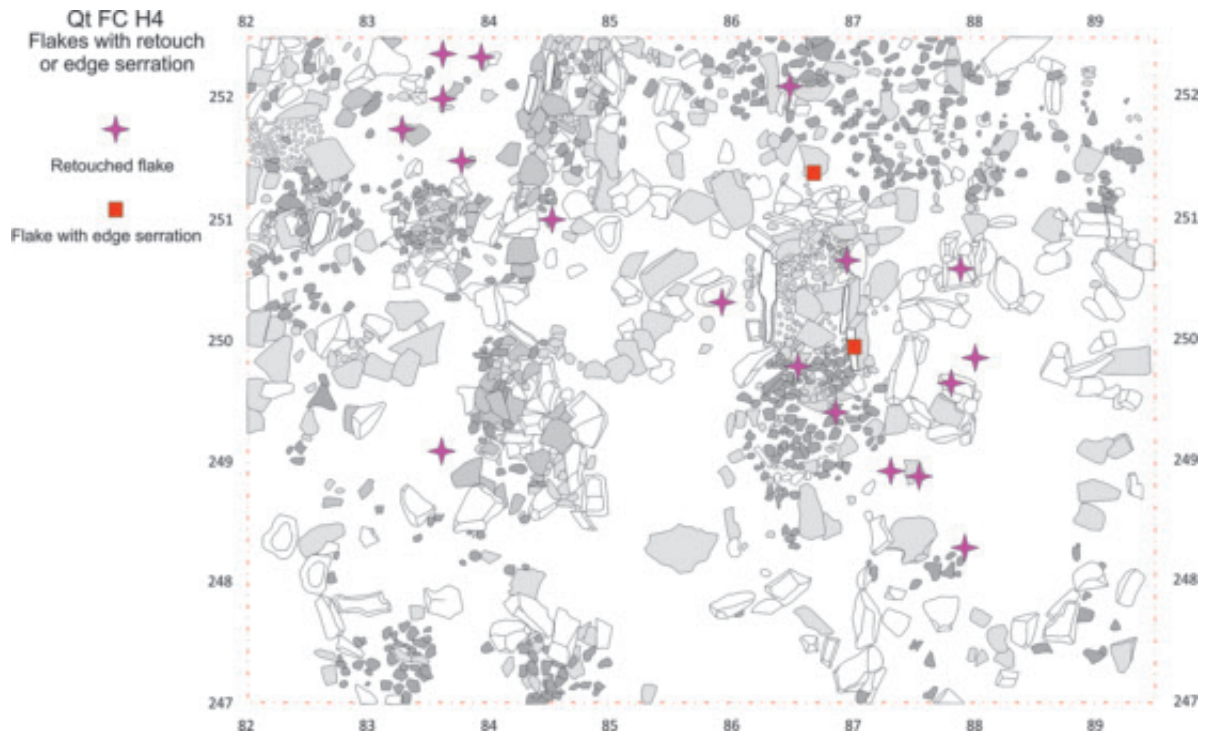 Qt FC H4
Flakes with retouch
or edge serration
Retouched flake
Flake with edge serration
82 83 84 85 86 87 88 89
252 252
251 251
250 250
249 249
248 248
247 247
82 83 84 85 86 87 88 89